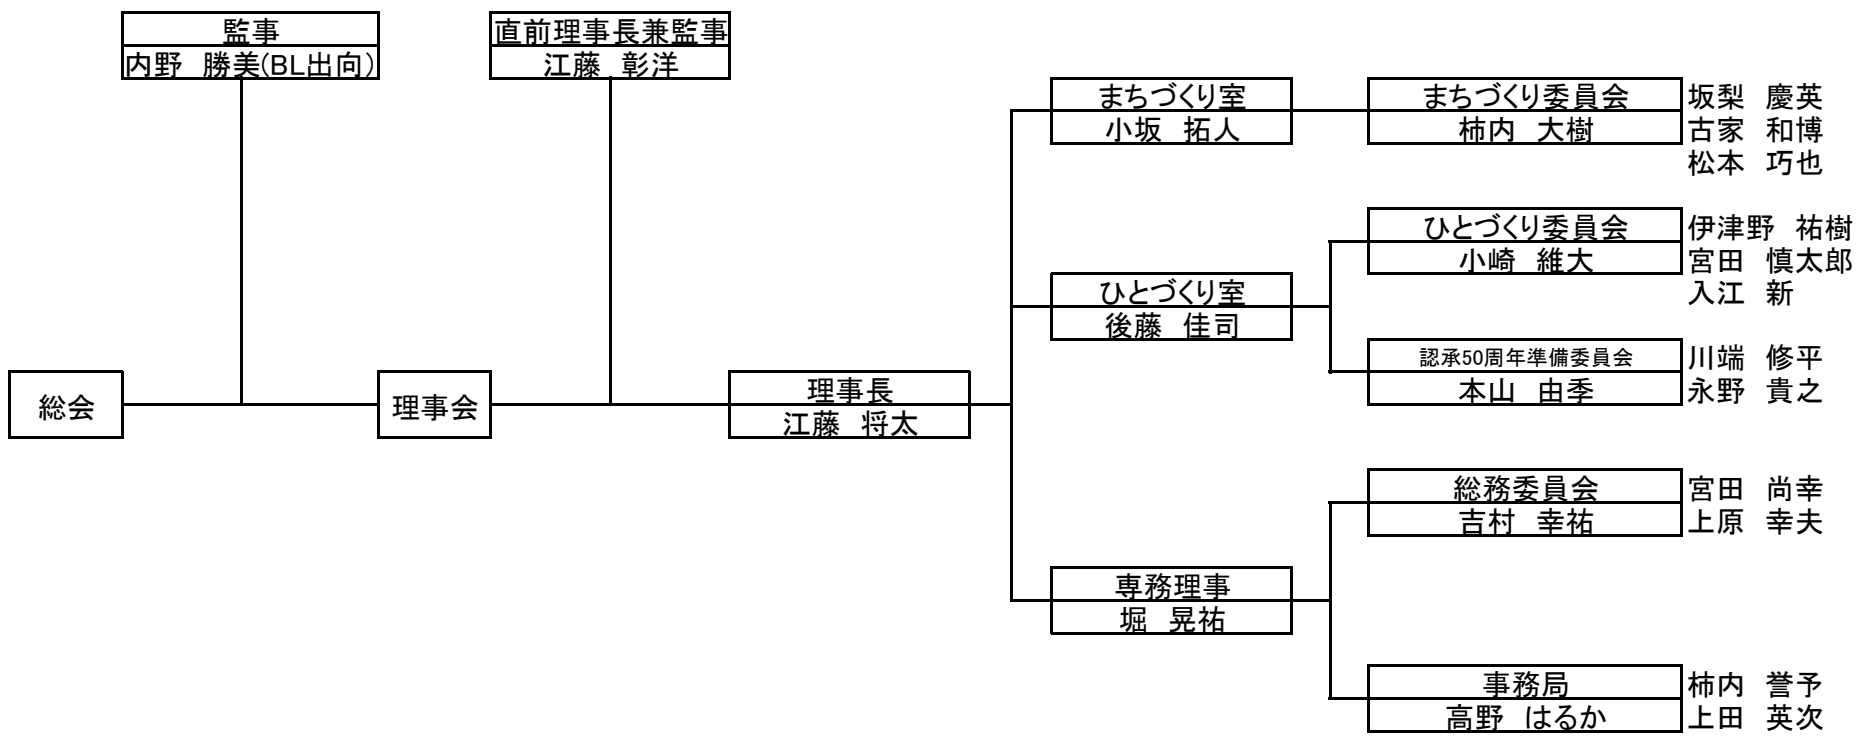 監事
内野　勝美(BL出向)
直前理事長兼監事
江藤　彰洋
総会
理事会
理事長
江藤　将太
まちづくり室
小坂　拓人
まちづくり委員会
柿内　大樹
坂梨　慶英
古家　和博
松本　巧也
ひとづくり室
後藤　佳司
ひとづくり委員会
小崎　維大
伊津野　祐樹
宮田　慎太郎
入江　新
認承50周年準備委員会
本山　由季
川端　修平
永野　貴之
専務理事
堀　晃祐
総務委員会
吉村　幸祐
宮田　尚幸
上原　幸夫
事務局
高野　はるか
柿内　誉予
上田　英次